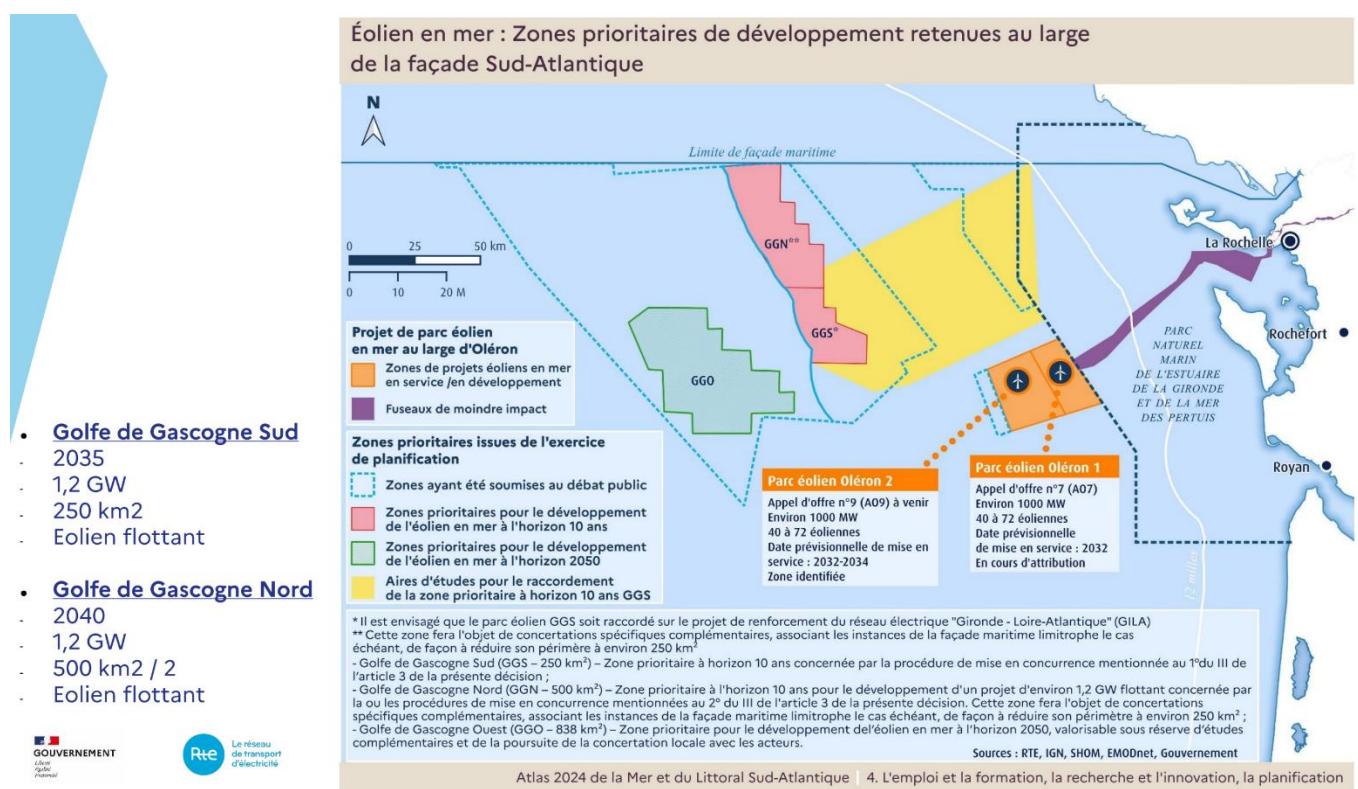 Éolien en mer : Zones prioritaires de développement retenues au large
de la façade Sud-Atlantique
N
Limite de façade maritime
0 25 50 km
0 10 20 M
GGN**
GGS*
GGO
La Rochelle
Rochefort
Royan
PARC
NATUREL
MARIN
DE L'ESTUAIRE
DE LA GIRONDE
ET DE LA MER
DES PERTUIS
12 milles
Projet de parc éolien
en mer au large d'Oléron
Zones de projets éoliens en mer
en service /en développement
Fuseaux de moindre impact
Zones prioritaires issues de l'exercice
de planification
Zones ayant été soumises au débat public
Zones prioritaires pour le développement
de l'éolien en mer à l'horizon 10 ans
Zones prioritaires pour le développement
de l'éolien en mer à l'horizon 2050
Aires d'études pour le raccordement
de la zone prioritaire à horizon 10 ans GGS
Parc éolien Oléron 2
Appel d'offre n°9 (A09) à venir
Environ 1000 MW
40 à 72 éoliennes
Date prévisionnelle de mise en
service : 2032-2034
Zone identifiée
Parc éolien Oléron 1
Appel d'offre n°7 (A07)
Environ 1000 MW
40 à 72 éoliennes
Date prévisionnelle
de mise en service : 2032
En cours d'attribution
* Il est envisagé que le parc éolien GGS soit raccordé sur le projet de renforcement du réseau électrique "Gironde - Loire-Atlantique" (GILA)
** Cette zone fera l'objet de concertations spécifiques complémentaires, associant les instances de la façade maritime limitrophe le cas
échéant, de façon à réduire son périmètre à environ 250 km²
- Golfe de Gascogne Sud (GGS – 250 km²) – Zone prioritaire à horizon 10 ans concernée par la procédure de mise en concurrence mentionnée au 1°du III de
l'article 3 de la présente décision ;
- Golfe de Gascogne Nord (GGN – 500 km²) – Zone prioritaire à l'horizon 10 ans pour le développement d'un projet d'environ 1,2 GW flottant concernée par
la ou les procédures de mise en concurrence mentionnées au 2° du III de l'article 3 de la présente décision. Cette zone fera l'objet de concertations
spécifiques complémentaires, associant les instances de la façade maritime limitrophe le cas échéant, de façon à réduire son périmètre à environ 250 km² ;
- Golfe de Gascogne Ouest (GGO – 838 km²) – Zone prioritaire pour le développement del'éolien en mer à l'horizon 2050, valorisable sous réserve d'études
complémentaires et de la poursuite de la concertation locale avec les acteurs.
Sources : RTE, IGN, SHOM, EMODnet, Gouvernement
Atlas 2024 de la Mer et du Littoral Sud-Atlantique | 4. L'emploi et la formation, la recherche et l'innovation, la planification
• Golfe de Gascogne Sud
- 2035
- 1,2 GW
- 250 km2
- Eolien flottant
• Golfe de Gascogne Nord
- 2040
- 1,2 GW
- 500 km2 / 2
- Eolien flottant
GOUVERNEMENT
Liberté
Égalité
Fraternité
Rte
Le réseau
de transport
d'électricité